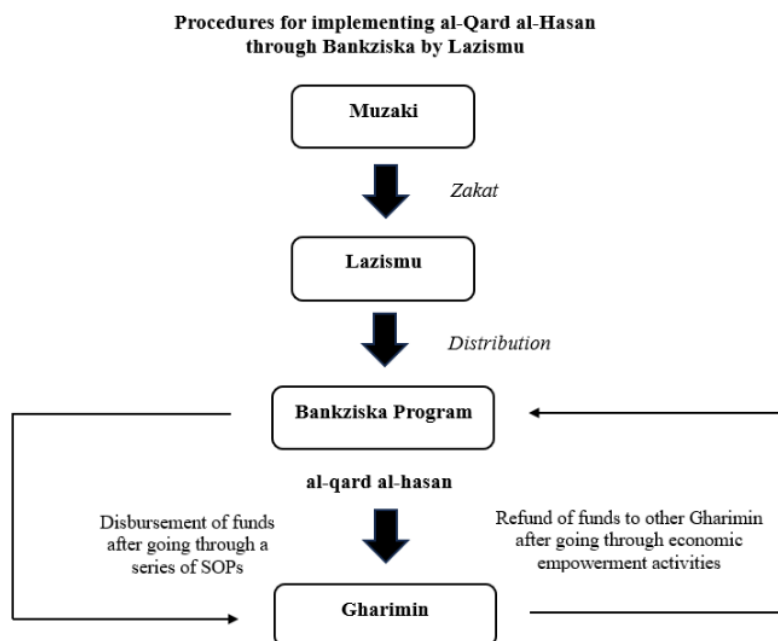 Procedures for implementing al-Qard al-Hasan
through Bankziska by Lazismu
Muzaki
Zakat
Lazismu
Distribution
Bankziska Program
al-qard al-hasan
Disbursement of funds
after going through a
series of SOPs
Refund of funds to other Gharimin
after going through economic
empowerment activities
Gharimin